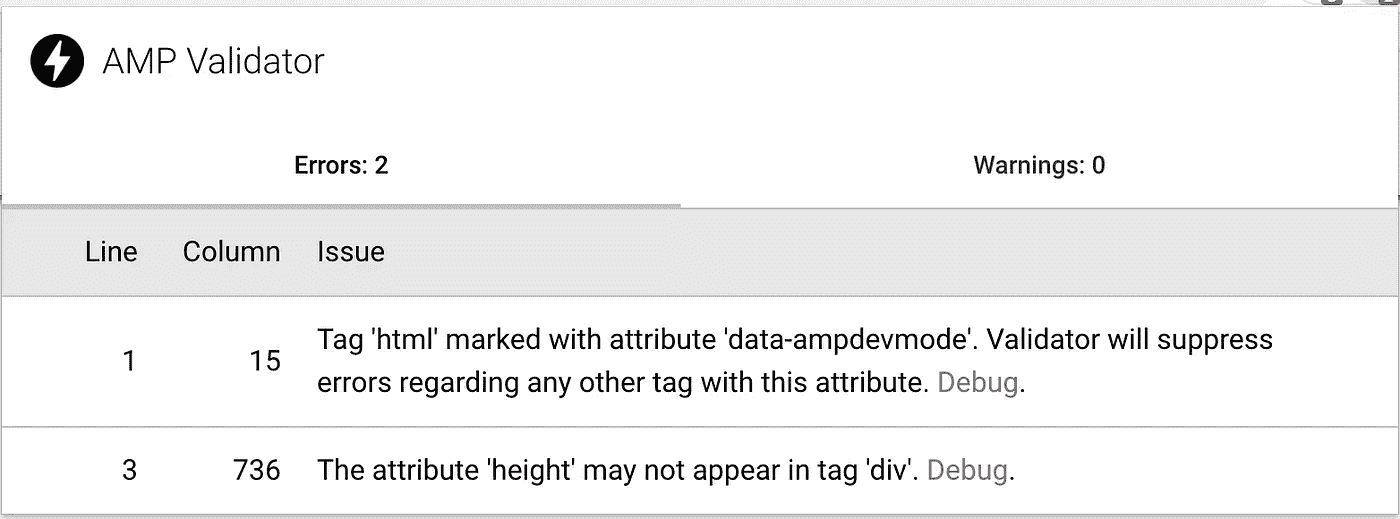 AMP Validator
Errors: 2
Warnings: 0
Line Column Issue
1 15 Tag 'html' marked with attribute 'data-ampdevmode'. Validator will suppress
errors regarding any other tag with this attribute. Debug.
3 736 The attribute 'height' may not appear in tag 'div'. Debug.